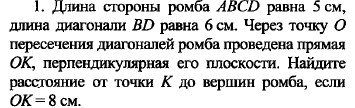 1. Длина стороны ромба ABCD равна 5 см,
длина диагонали BD равна 6 см. Через точку O
пересечения диагоналей ромба проведена прямая
OK, перпендикулярная его плоскости. Найдите
расстояние от точки K до вершин ромба, если
OK = 8 см.